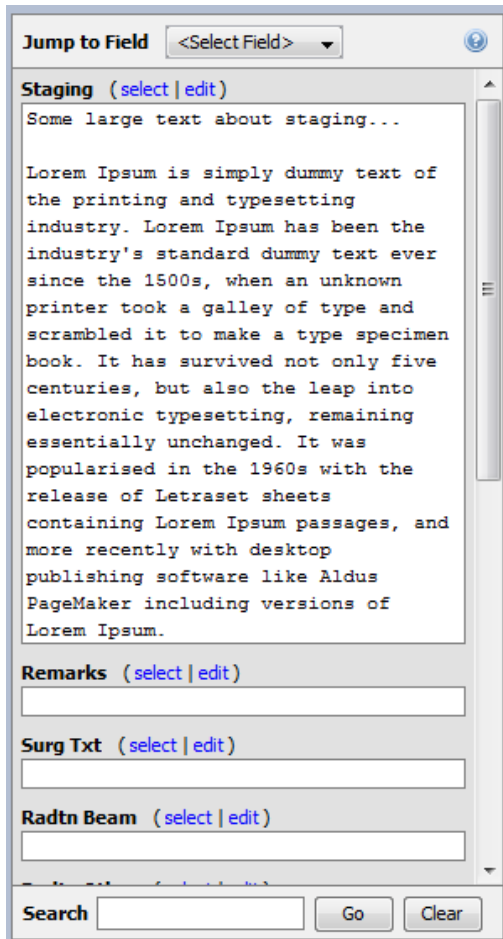 Jump to Field <Select Field>
Staging (select | edit)
Some large text about staging...
Lorem Ipsum is simply dummy text of
the printing and typesetting
industry. Lorem Ipsum has been the
industry's standard dummy text ever
since the 1500s, when an unknown
printer took a galley of type and
scrambled it to make a type specimen
book. It has survived not only five
centuries, but also the leap into
electronic typesetting, remaining
essentially unchanged. It was
popularised in the 1960s with the
release of Letraset sheets
containing Lorem Ipsum passages, and
more recently with desktop
publishing software like Aldus
PageMaker including versions of
Lorem Ipsum.
Remarks (select | edit)
Surg Txt (select | edit)
Radtn Beam (select | edit)
Search Go Clear